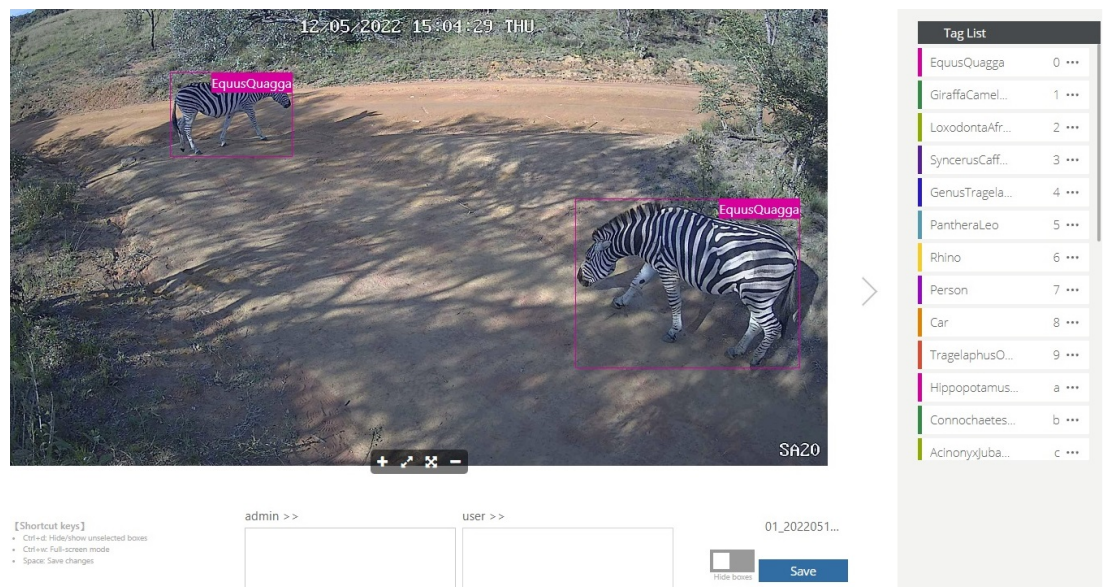 12/05/2022 15:04:29 THU
EquusQuagga
EquusQuagga
SA20
Tag List
EquusQuagga 0 •••
GiraffaCamel... 1 •••
LoxodontaAfr... 2 •••
SyncerusCaff... 3 •••
GenusTragela... 4 •••
PantheraLeo 5 •••
Rhino 6 •••
Person 7 •••
Car 8 •••
TragelaphusO... 9 •••
Hippopotamus... a •••
Connochaetes... b •••
AcinonyxJuba... c •••
[Shortcut keys]
• Ctrl+d: Hide/show unselected boxes
• Ctrl+w: Full-screen mode
• Space: Save changes
admin >>
user >>
01_2022051...
Hide boxes
Save